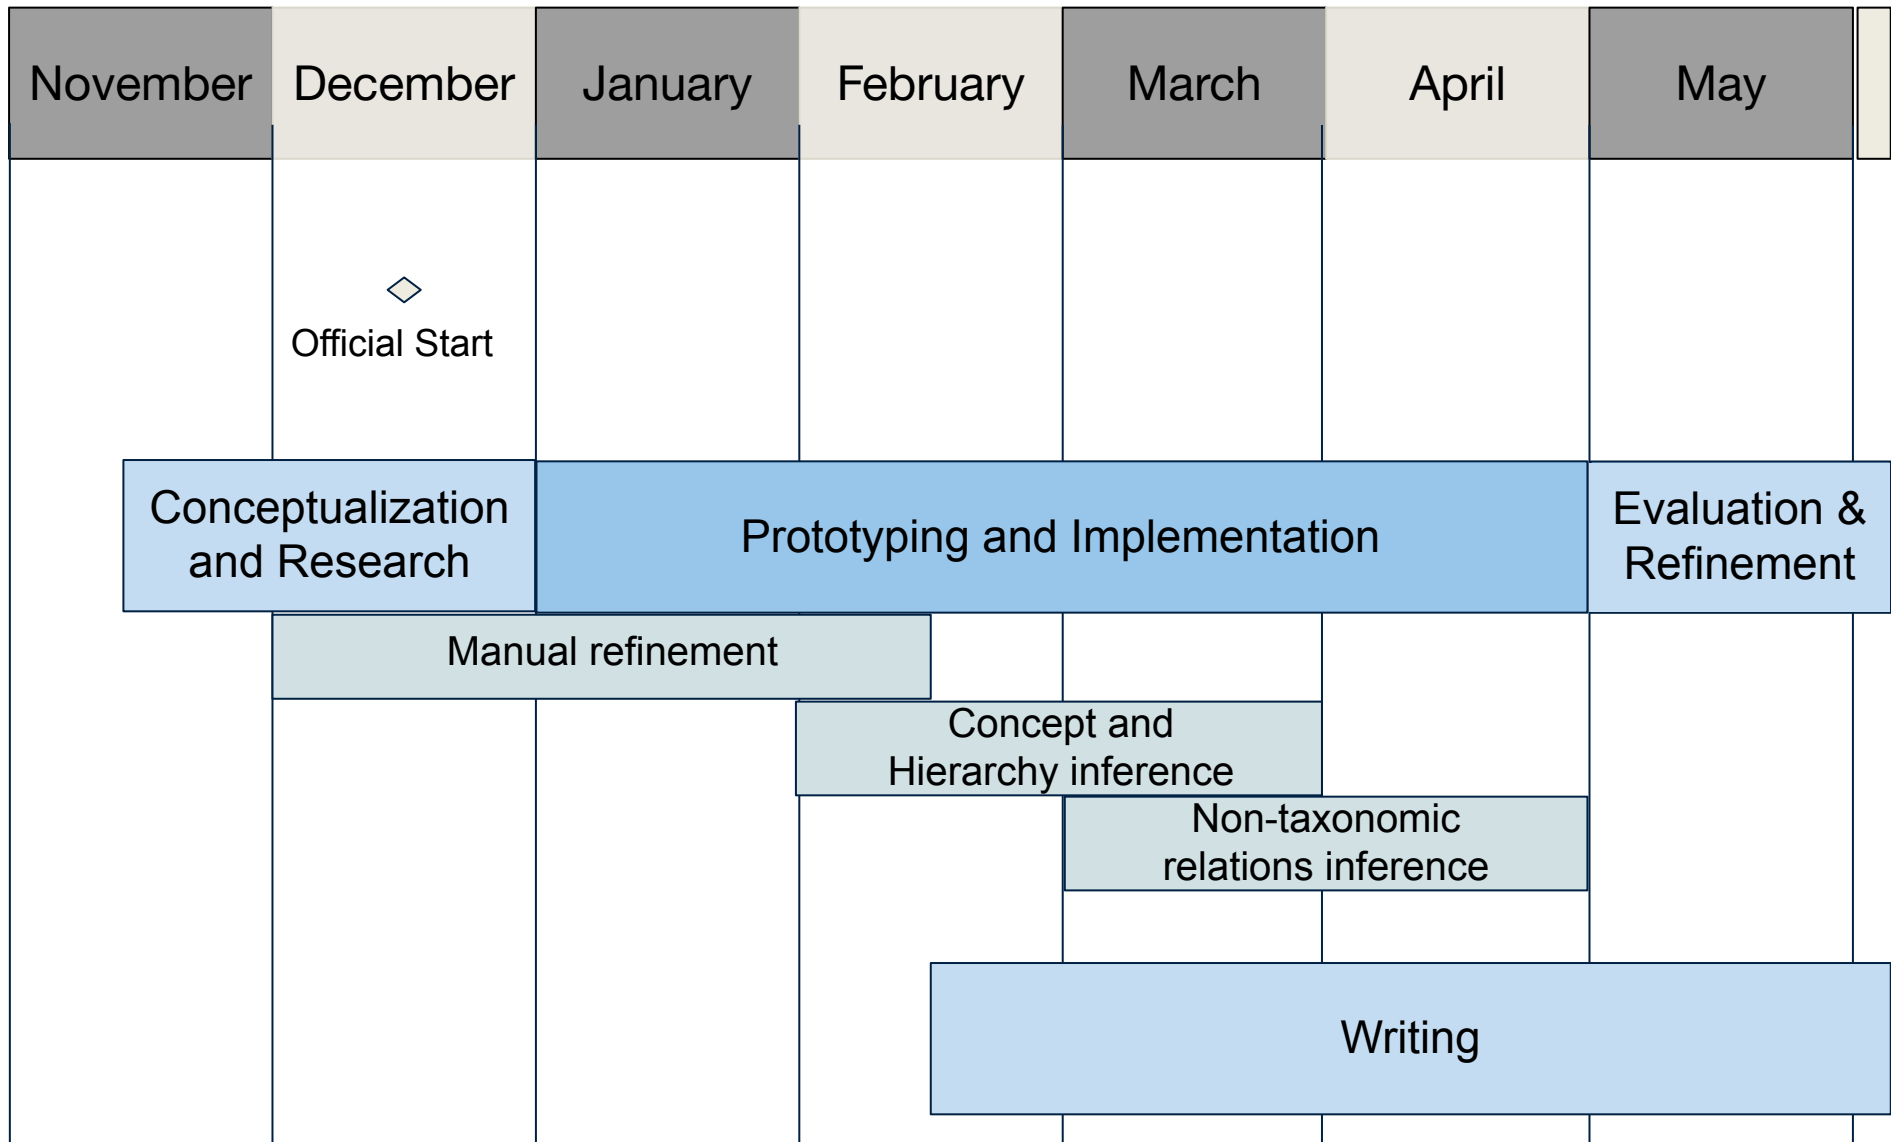 November December January February March April May
Official Start
Conceptualization
and Research
Prototyping and Implementation
Evaluation &
Refinement
Manual refinement
Concept and
Hierarchy inference
Non-taxonomic
relations inference
Writing